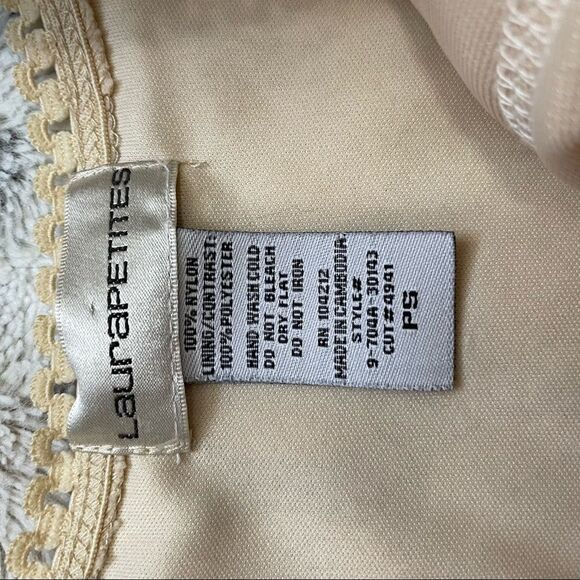 LauraPETITES
100% NYLON
LINING/CONTRAST:
100% POLYESTER
HAND WASH COLD
DO NOT BLEACH
DRY FLAT
DO NOT IRON
RN 104212
MADE IN CAMBODIA
STYLE#
9-704A-30143
CUT#4941
PS